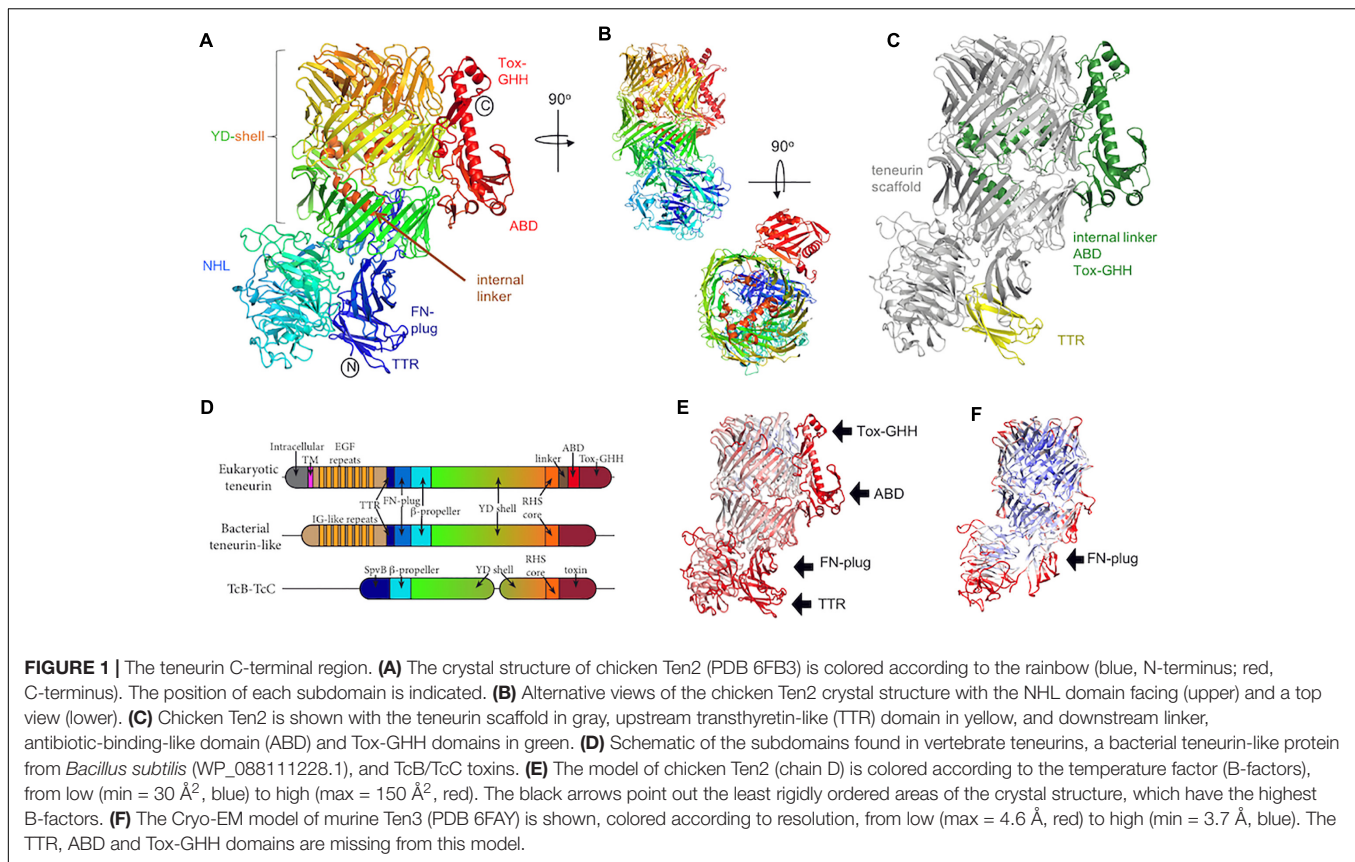 A
B
C
Tox-
GHH
C
90°
YD-shell
ABD
NHL
internal
linker
FN-
plug
TTR
N
90°
teneurin
scaffold
internal linker
ABD
Tox-GHH
TTR
D
Intracellular
TM
EGF
repeats
linker
ABD
Tox-GHH
Eukaryotic
teneurin
TTR
FN-plug
β-propeller
YD shell
RHS
core
IG-like repeats
Bacterial
teneurin-like
SpvB β-propeller
YD shell
RHS
core
toxin
TcB-TcC
E
Tox-GHH
ABD
FN-plug
TTR
F
FN-plug
FIGURE 1 | The teneurin C-terminal region. (A) The crystal structure of chicken Ten2 (PDB 6FB3) is colored according to the rainbow (blue, N-terminus; red,
C-terminus). The position of each subdomain is indicated. (B) Alternative views of the chicken Ten2 crystal structure with the NHL domain facing (upper) and a top
view (lower). (C) Chicken Ten2 is shown with the teneurin scaffold in gray, upstream transthyretin-like (TTR) domain in yellow, and downstream linker,
antibiotic-binding-like domain (ABD) and Tox-GHH domains in green. (D) Schematic of the subdomains found in vertebrate teneurins, a bacterial teneurin-like protein
from Bacillus subtilis (WP_088111228.1), and TcB/TcC toxins. (E) The model of chicken Ten2 (chain D) is colored according to the temperature factor (B-factors),
from low (min = 30 Å², blue) to high (max = 150 Å², red). The black arrows point out the least rigidly ordered areas of the crystal structure, which have the highest
B-factors. (F) The Cryo-EM model of murine Ten3 (PDB 6FAY) is shown, colored according to resolution, from low (max = 4.6 Å, red) to high (min = 3.7 Å, blue). The
TTR, ABD and Tox-GHH domains are missing from this model.